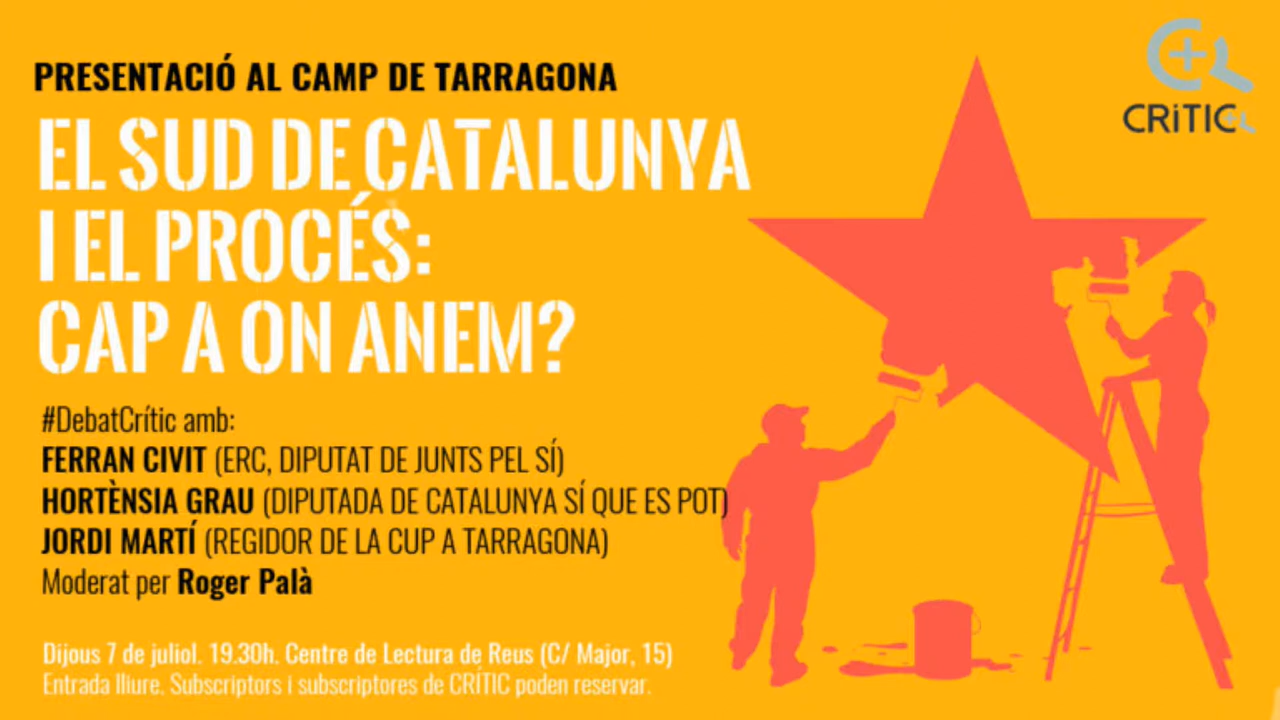 PRESENTACIÓ AL CAMP DE TARRAGONA
EL SUD DE CATALUNYA
I EL PROCÉS:
CAP A ON ANEM?
#DebatCrític amb:
FERRAN CIVIT (ERC, DIPUTAT DE JUNTS PEL SÍ)
HORTÈNSIA GRAU (DIPUTADA DE CATALUNYA SÍ QUE ES POT)
JORDI MARTÍ (REGIDOR DE LA CUP A TARRAGONA)
Moderat per Roger Palà
Dijous 7 de juliol. 19.30h. Centre de Lectura de Reus (C/ Major, 15)
Entrada lliure. Subscriptors i subscriptores de CRÍTIC poden reservar.
CRÍTIC